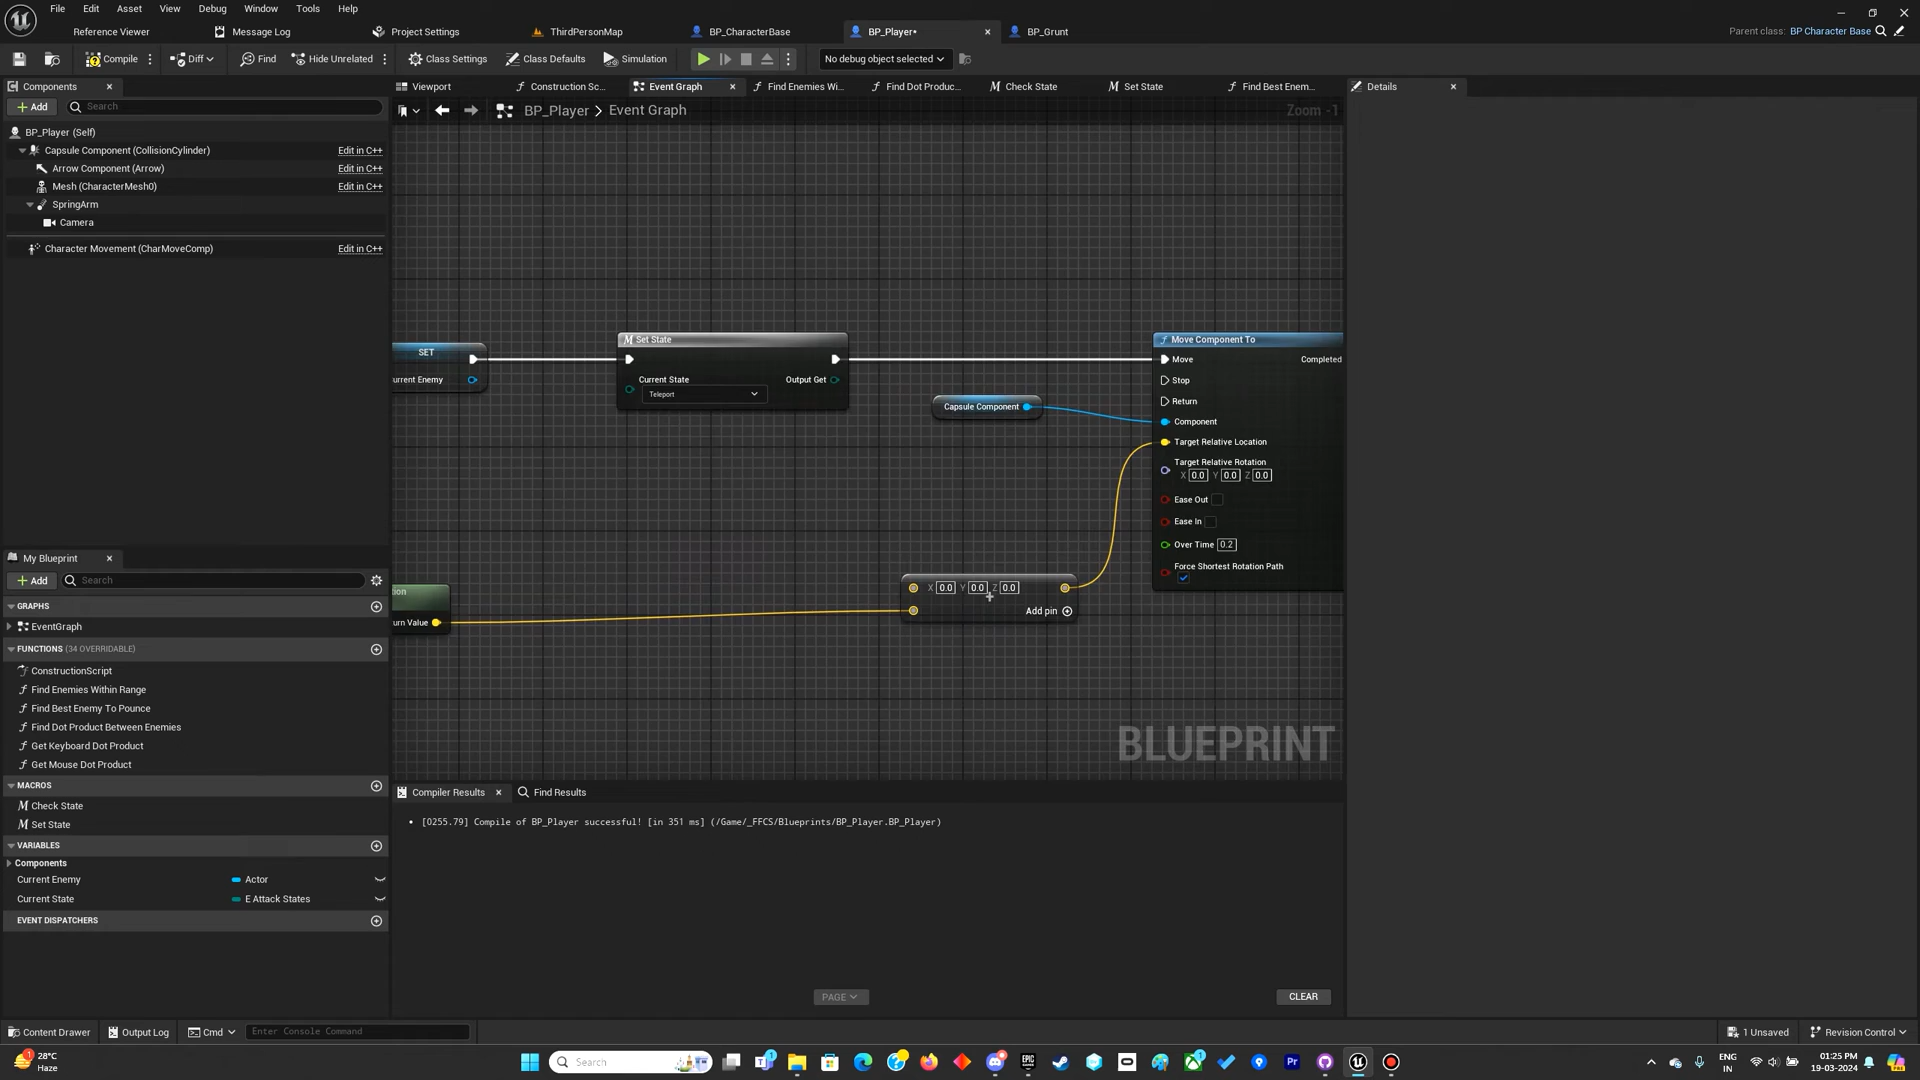 File Edit Asset View Debug Window Tools Help
Reference Viewer Message Log Project Settings ThirdPersonMap BP_CharacterBase BP_Player• BP_Grunt Parent class: BP Character Base
Compile Diff Find Hide Unrelated Class Settings Class Defaults Simulation No debug object selected
Components Viewport Construction Sc... Event Graph Find Enemies Wi... Find Dot Produc... Check State Set State Find Best Enem... Details
Add Search BP_Player > Event Graph Zoom -1
BP_Player (Self)
Capsule Component (CollisionCylinder) Edit in C++
Arrow Component (Arrow) Edit in C++
Mesh (CharacterMesh0) Edit in C++
SpringArm
Camera
Character Movement (CharMoveComp) Edit in C++
SET
urrent Enemy
Set State
Current State Output Get
Teleport
Capsule Component
Move Component To
Move Completed
Stop
Return
Component
Target Relative Location
Target Relative Rotation
X 0.0 Y 0.0 Z 0.0
Ease Out
Ease In
Over Time 0.2
Force Shortest Rotation Path
on
urn Value
X 0.0 Y 0.0 Z 0.0
Add pin
BLUEPRINT
My Blueprint
Add Search
GRAPHS
EventGraph
FUNCTIONS (34 OVERRIDABLE)
ConstructionScript
Find Enemies Within Range
Find Best Enemy To Pounce
Find Dot Product Between Enemies
Get Keyboard Dot Product
Get Mouse Dot Product
MACROS
Check State
Set State
VARIABLES
Components
Current Enemy Actor
Current State E Attack States
EVENT DISPATCHERS
Compiler Results Find Results
• [0255.79] Compile of BP_Player successful! [in 351 ms] (/Game/_FFCS/Blueprints/BP_Player.BP_Player)
PAGE CLEAR
Content Drawer Output Log Cmd Enter Console Command 1 Unsaved Revision Control
28°C
Haze
Search
ENG
IN
01:25 PM
19-03-2024